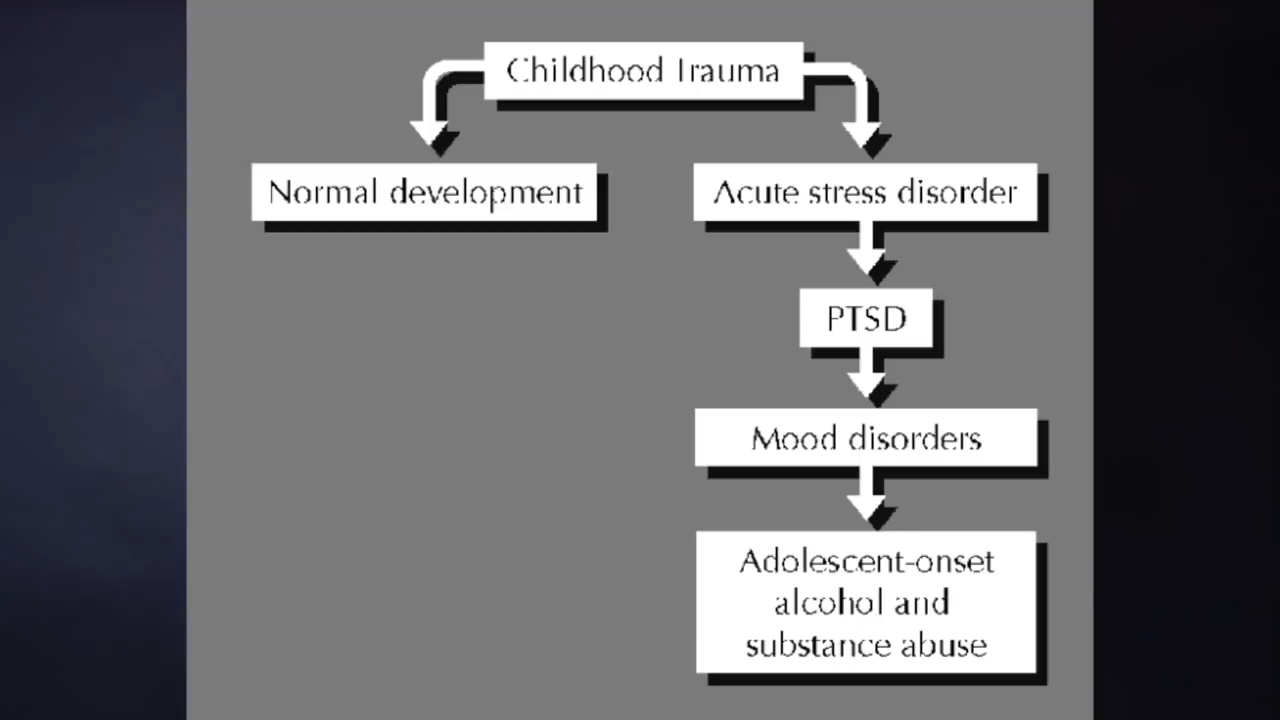 Childhood Trauma
Normal development
Acute stress disorder
PTSD
Mood disorders
Adolescent-onset
alcohol and
substance abuse